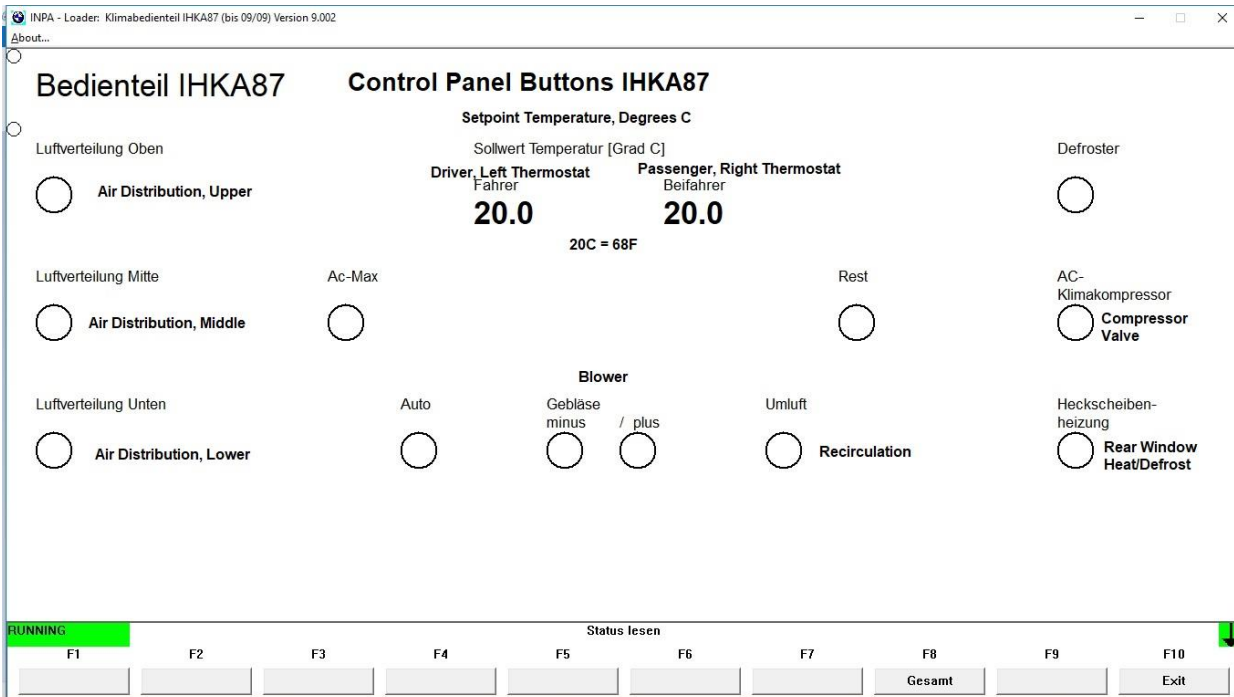 INPA - Loader: Klimabedienteil IHKA87 (bis 09/09) Version 9.002
About...
Bedienteil IHKA87
Control Panel Buttons IHKA87
Setpoint Temperature, Degrees C
Luftverteilung Oben
Sollwert Temperatur [Grad C]
Defroster
Driver, Left Thermostat
Passenger, Right Thermostat
Fahrer
Beifahrer
Air Distribution, Upper
20.0
20.0
20C = 68F
Luftverteilung Mitte
Ac-Max
Rest
AC-
Klimakompressor
Air Distribution, Middle
Compressor
Valve
Blower
Luftverteilung Unten
Auto
Gebläse
minus / plus
Umluft
Heckscheiben-
heizung
Air Distribution, Lower
Recirculation
Rear Window
Heat/Defrost
RUNNING
Status lesen
F1 F2 F3 F4 F5 F6 F7 F8 F9 F10
Gesamt Exit